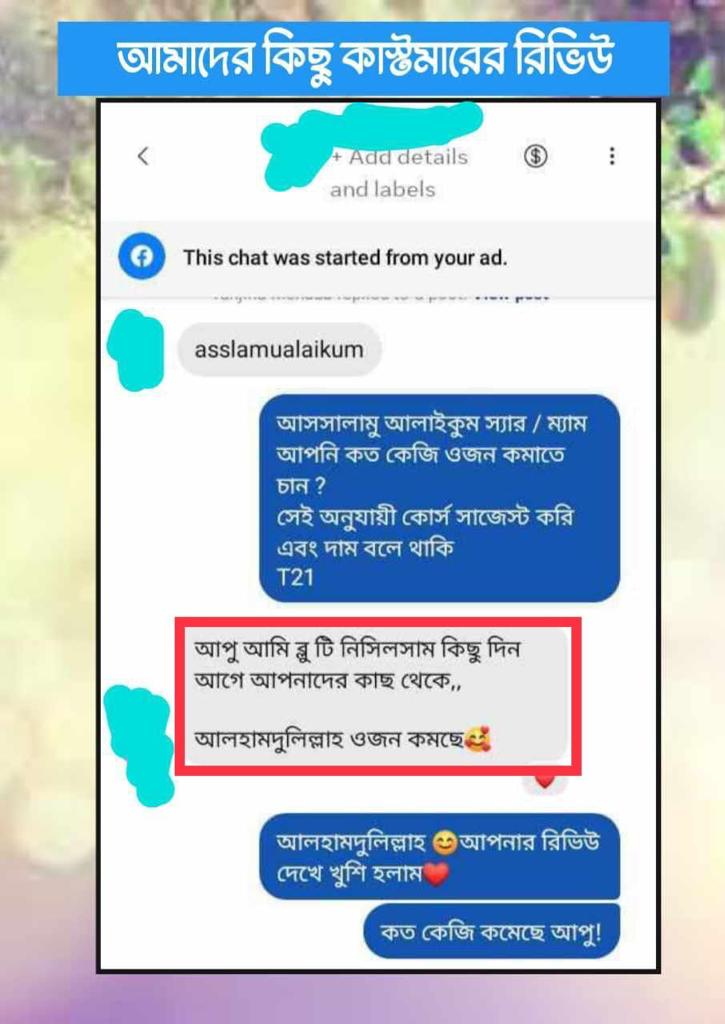 আমাদের কিছু কাস্টমারের রিভিউ
+ Add details
and labels
This chat was started from your ad.
asslamualaikum
আসসালামু আলাইকুম স্যার / ম্যাম
আপনি কত কেজি ওজন কমাতে
চান ?
সেই অনুযায়ী কোর্স সাজেস্ট করি
এবং দাম বলে থাকি
T21
আপু আমি ব্লু টি নিসিলসাম কিছু দিন
আগে আপনাদের কাছ থেকে,,
আলহামদুলিল্লাহ ওজন কমছে🥰
আলহামদুলিল্লাহ 😊আপনার রিভিউ
দেখে খুশি হলাম❤️
কত কেজি কমেছে আপু!